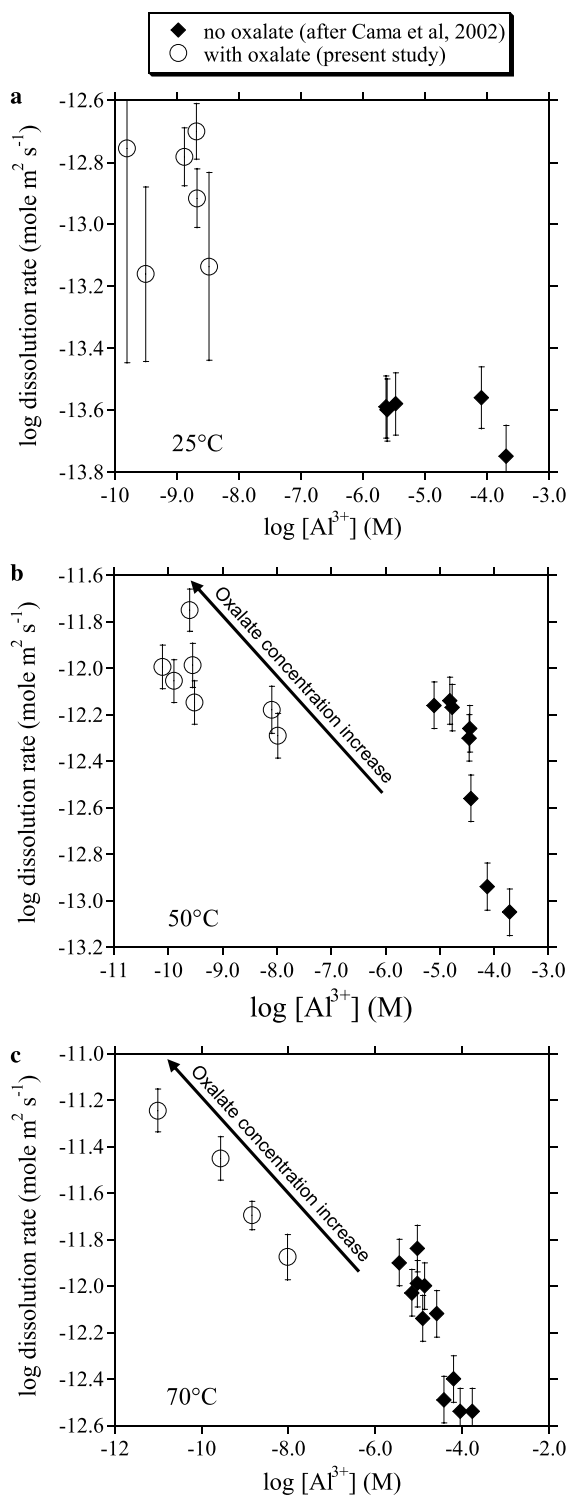 no oxalate (after Cama et al, 2002)
with oxalate (present study)
a
-12.6
-12.8
-13.0
-13.2
-13.4
-13.6
-13.8
log dissolution rate (mole m² s⁻¹)
25°C
-10 -9.0 -8.0 -7.0 -6.0 -5.0 -4.0 -3.0
log [Al³⁺] (M)
b
-11.6
-11.8
-12.0
-12.2
-12.4
-12.6
-12.8
-13.0
-13.2
log dissolution rate (mole m² s⁻¹)
Oxalate concentration increase
50°C
-11 -10 -9.0 -8.0 -7.0 -6.0 -5.0 -4.0 -3.0
log [Al³⁺] (M)
c
-11.0
-11.2
-11.4
-11.6
-11.8
-12.0
-12.2
-12.4
-12.6
log dissolution rate (mole m² s⁻¹)
Oxalate concentration increase
70°C
-12 -10 -8.0 -6.0 -4.0 -2.0
log [Al³⁺] (M)